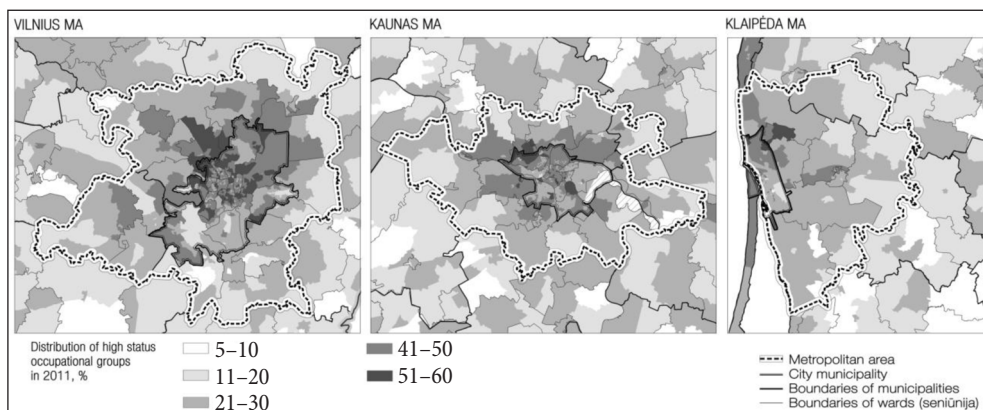 VILNIUS MA
KAUNAS MA
KLAIPĖDA MA
Distribution of high status
occupational groups
in 2011, %
5–10
11–20
21–30
41–50
51–60
Metropolitan area
City municipality
Boundaries of municipalities
Boundaries of wards (seniūnija)